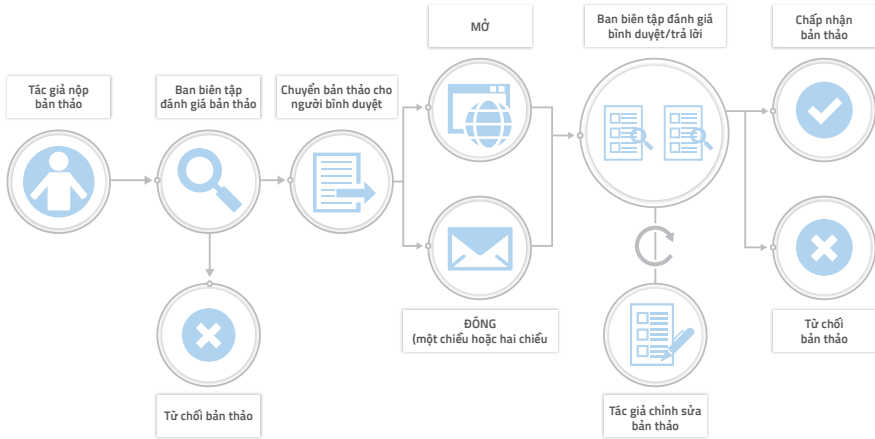 Tác giả nộp
bản thảo
Ban biên tập
đánh giá bản thảo
Từ chối bản thảo
Chuyển bản thảo cho
người bình duyệt
MỞ
ĐÓNG
(một chiều hoặc hai chiều
Ban biên tập đánh giá
bình duyệt/trả lời
Tác giả chỉnh sửa
bản thảo
Chấp nhận
bản thảo
Từ chối
bản thảo